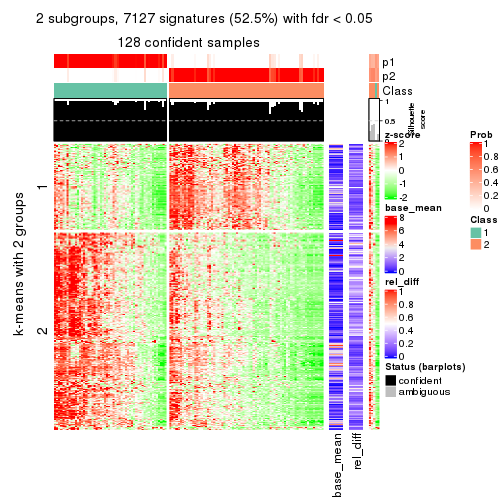 2 subgroups, 7127 signatures (52.5%) with fdr < 0.05
128 confident samples
p1
p2
Class
1
0.5
0
Silhouette
score
k-means with 2 groups
1
2
base_mean
rel_diff
z-score
2
1
0
-1
-2
base_mean
8
6
4
2
0
rel_diff
1
0.8
0.6
0.4
0.2
0
Status (barplots)
confident
ambiguous
Prob
1
0.8
0.6
0.4
0.2
0
Class
1
2